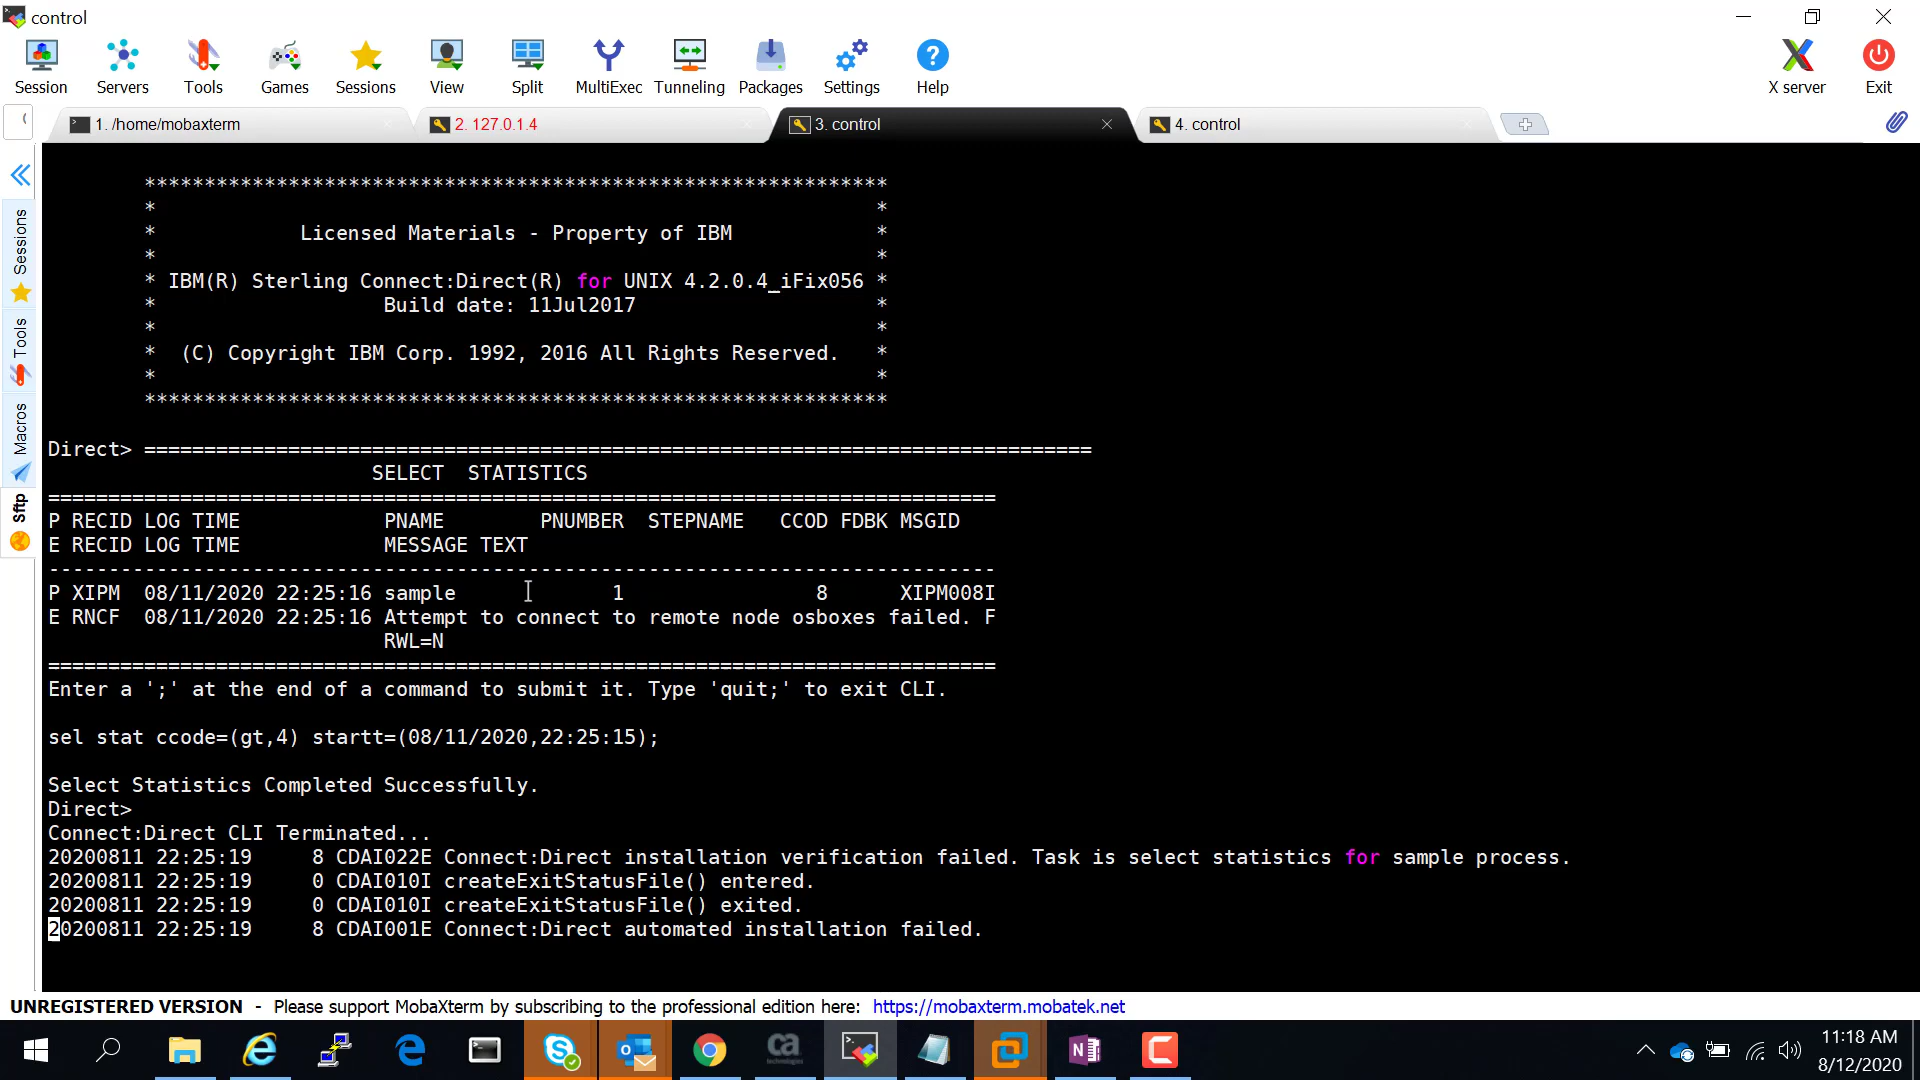 control
Session
Servers
Tools
Games
Sessions
View
Split
MultiExec
Tunneling
Packages
Settings
Help
X server
Exit
1. /home/mobaxterm
2. 127.0.1.4
3. control
4. control
Sessions
Tools
Macros
Sftp
***************************************************************
* *
* Licensed Materials - Property of IBM *
* *
* IBM(R) Sterling Connect:Direct(R) for UNIX 4.2.0.4_iFix056 *
* Build date: 11Jul2017 *
* *
* (C) Copyright IBM Corp. 1992, 2016 All Rights Reserved. *
* *
***************************************************************
Direct> ===============================================================================
SELECT STATISTICS
===============================================================================
P RECID LOG TIME PNAME PNUMBER STEPNAME CCOD FDBK MSGID
E RECID LOG TIME MESSAGE TEXT
-------------------------------------------------------------------------------
P XIPM 08/11/2020 22:25:16 sample 1 8 XIPM008I
E RNCF 08/11/2020 22:25:16 Attempt to connect to remote node osboxes failed. F
RWL=N
===============================================================================
Enter a ';' at the end of a command to submit it. Type 'quit;' to exit CLI.
sel stat ccode=(gt,4) startt=(08/11/2020,22:25:15);
Select Statistics Completed Successfully.
Direct>
Connect:Direct CLI Terminated...
20200811 22:25:19 8 CDAI022E Connect:Direct installation verification failed. Task is select statistics for sample process.
20200811 22:25:19 0 CDAI010I createExitStatusFile() entered.
20200811 22:25:19 0 CDAI010I createExitStatusFile() exited.
20200811 22:25:19 8 CDAI001E Connect:Direct automated installation failed.
UNREGISTERED VERSION - Please support MobaXterm by subscribing to the professional edition here: https://mobaxterm.mobatek.net
ca
technologies
11:18 AM
8/12/2020